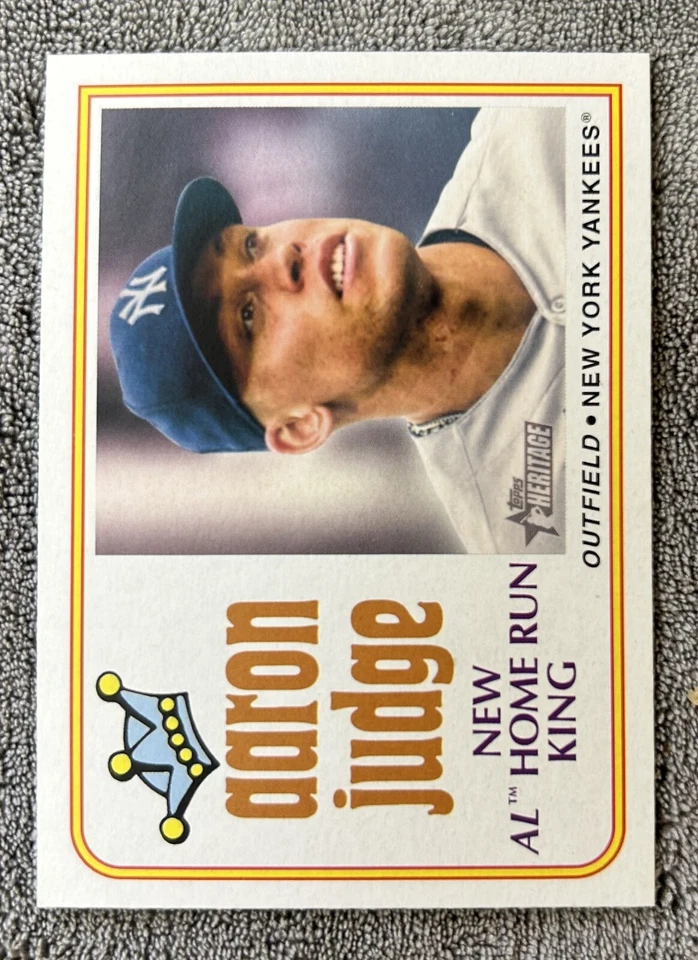 aaron
judge
NEW
AL™ HOME RUN
KING
NY
TOPPS
HERITAGE
OUTFIELD • NEW YORK YANKEES®